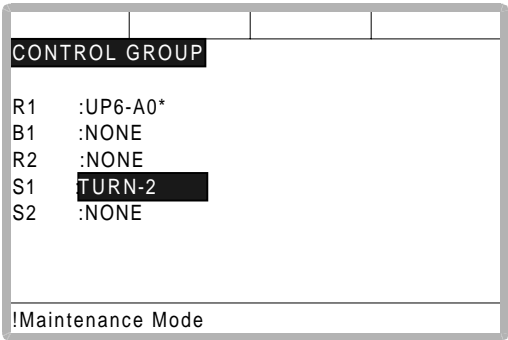 CONTROL GROUP
R1 :UP6-A0*
B1 :NONE
R2 :NONE
S1 :TURN-2
S2 :NONE
!Maintenance Mode